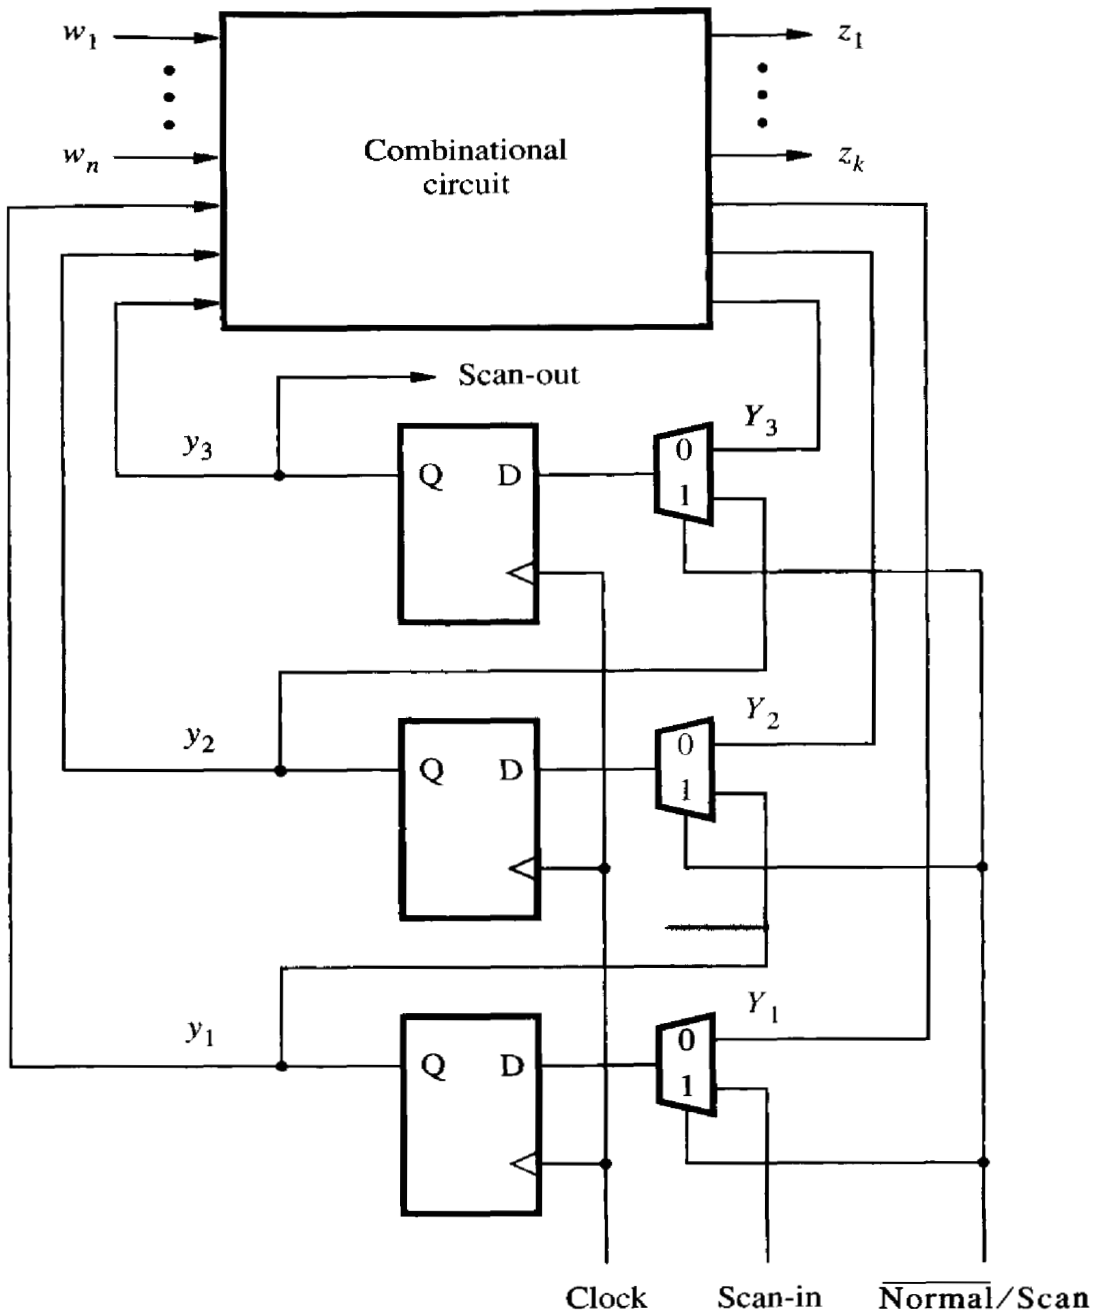 w1
z1
Combinational
circuit
wn
zk
Scan-out
y3
Y3
Q D
0
1
y2
Y2
Q D
0
1
y1
Y1
Q D
0
1
Clock
Scan-in
Normal/Scan